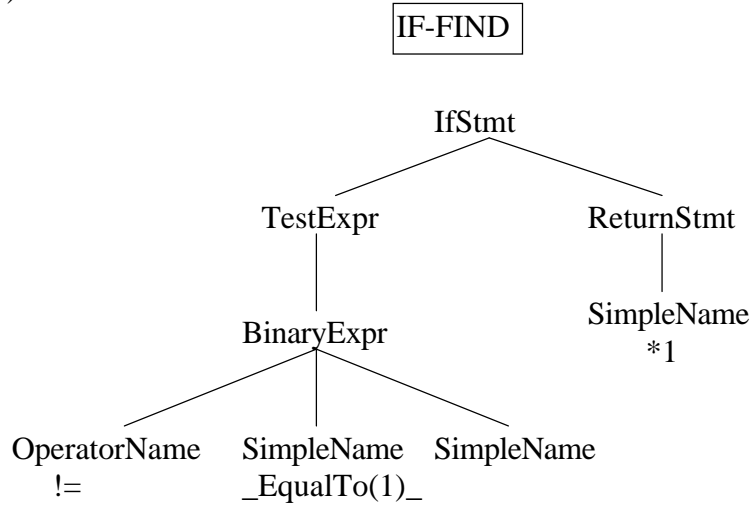 )
IF-FIND
IfStmt
TestExpr ReturnStmt
SimpleName
*1
BinaryExpr
OperatorName SimpleName SimpleName
!= _EqualTo(1)_